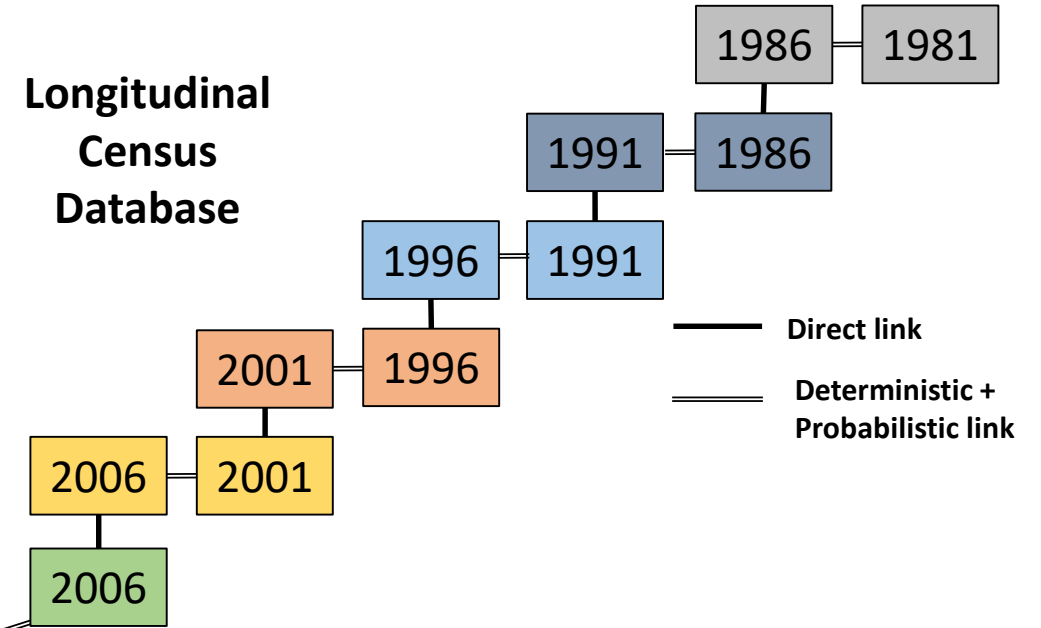 1986
1981
Longitudinal
Census
Database
1991
1986
1996
1991
Direct link
2001
1996
Deterministic +
Probabilistic link
2006
2001
2006